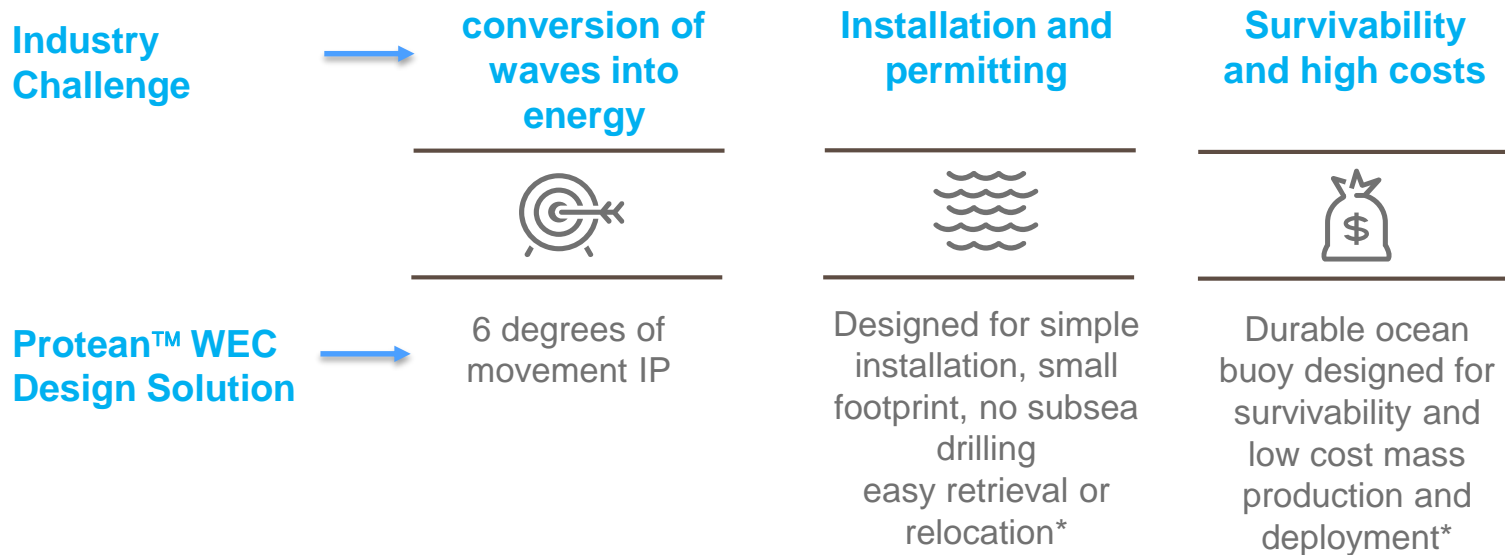 Industry
Challenge
conversion of
waves into
energy
Installation and
permitting
Survivability
and high costs
$
Protean™ WEC
Design Solution
6 degrees of
movement IP
Designed for simple
installation, small
footprint, no subsea
drilling
easy retrieval or
relocation*
Durable ocean
buoy designed for
survivability and
low cost mass
production and
deployment*